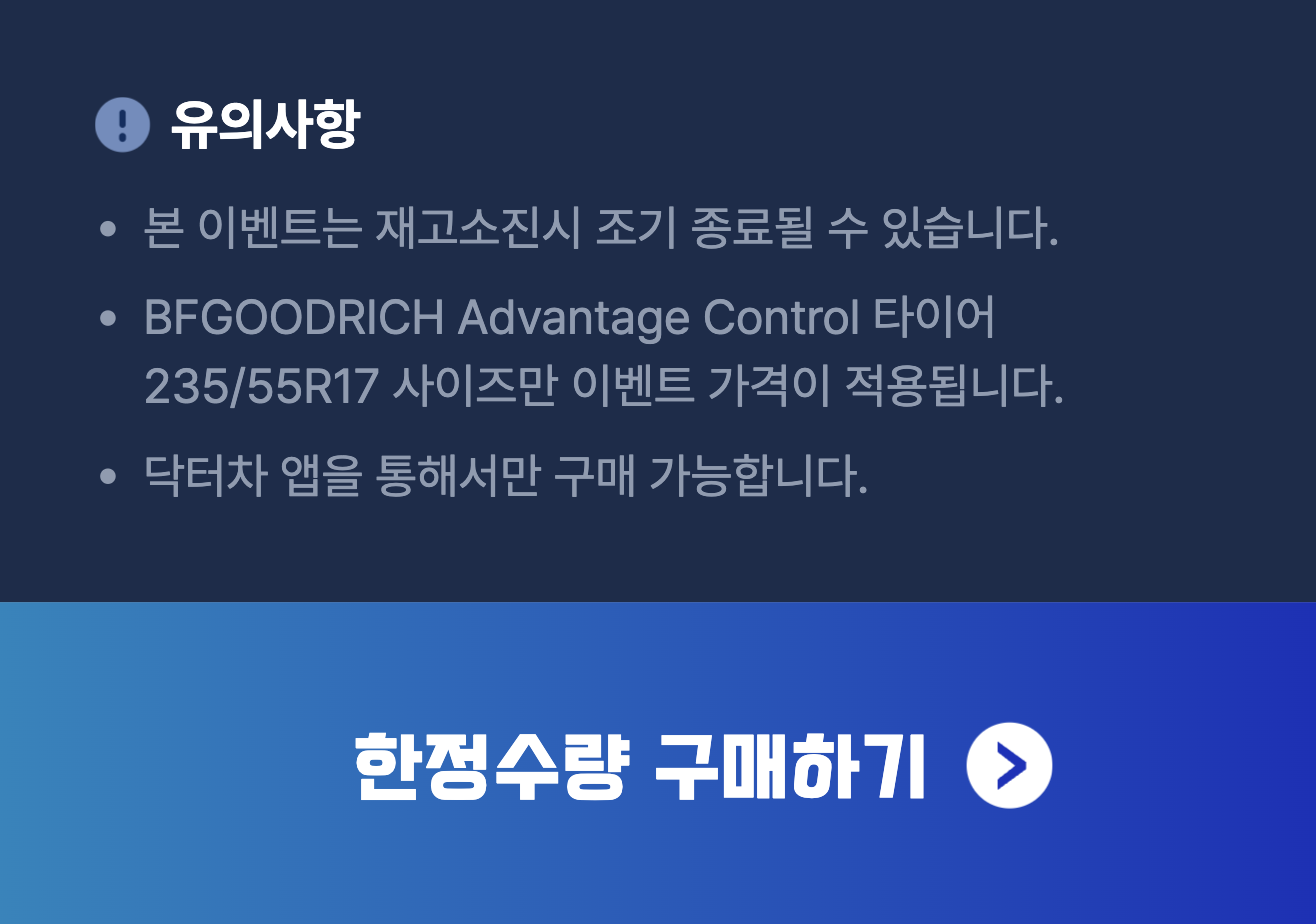 유의사항
본 이벤트는 재고소진시 조기 종료될 수 있습니다.
BFGOODRICH Advantage Control 타이어
235/55R17 사이즈만 이벤트 가격이 적용됩니다.
닥터차 앱을 통해서만 구매 가능합니다.
한정수량 구매하기